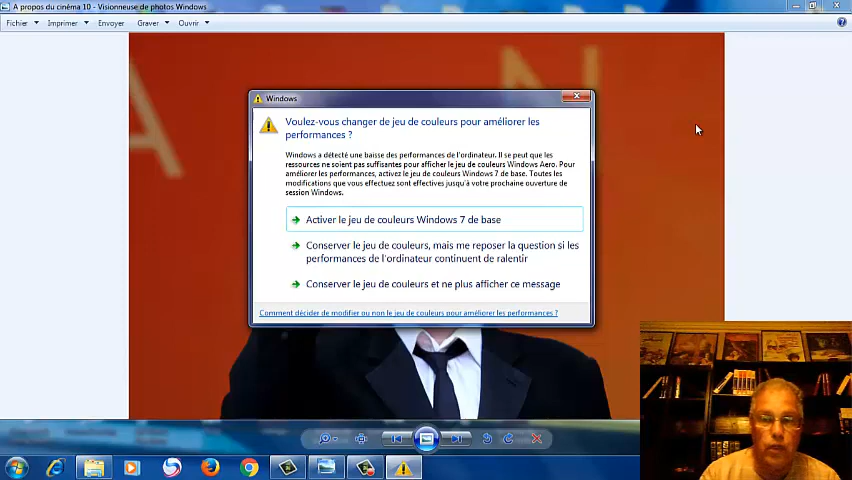 A propos du cinéma 10 - Visionneuse de photos Windows
Fichier Imprimer Envoyer Graver Ouvrir
A N
Windows
Voulez-vous changer de jeu de couleurs pour améliorer les
performances ?
Windows a détecté une baisse des performances de l'ordinateur. Il se peut que les
ressources ne soient pas suffisantes pour afficher le jeu de couleurs Windows Aero. Pour
améliorer les performances, activez le jeu de couleurs Windows 7 de base. Toutes les
modifications que vous effectuez sont effectives jusqu'à votre prochaine ouverture de
session Windows.
Activer le jeu de couleurs Windows 7 de base
Conserver le jeu de couleurs, mais me reposer la question si les
performances de l'ordinateur continuent de ralentir
Conserver le jeu de couleurs et ne plus afficher ce message
Comment décider de modifier ou non le jeu de couleurs pour améliorer les performances ?